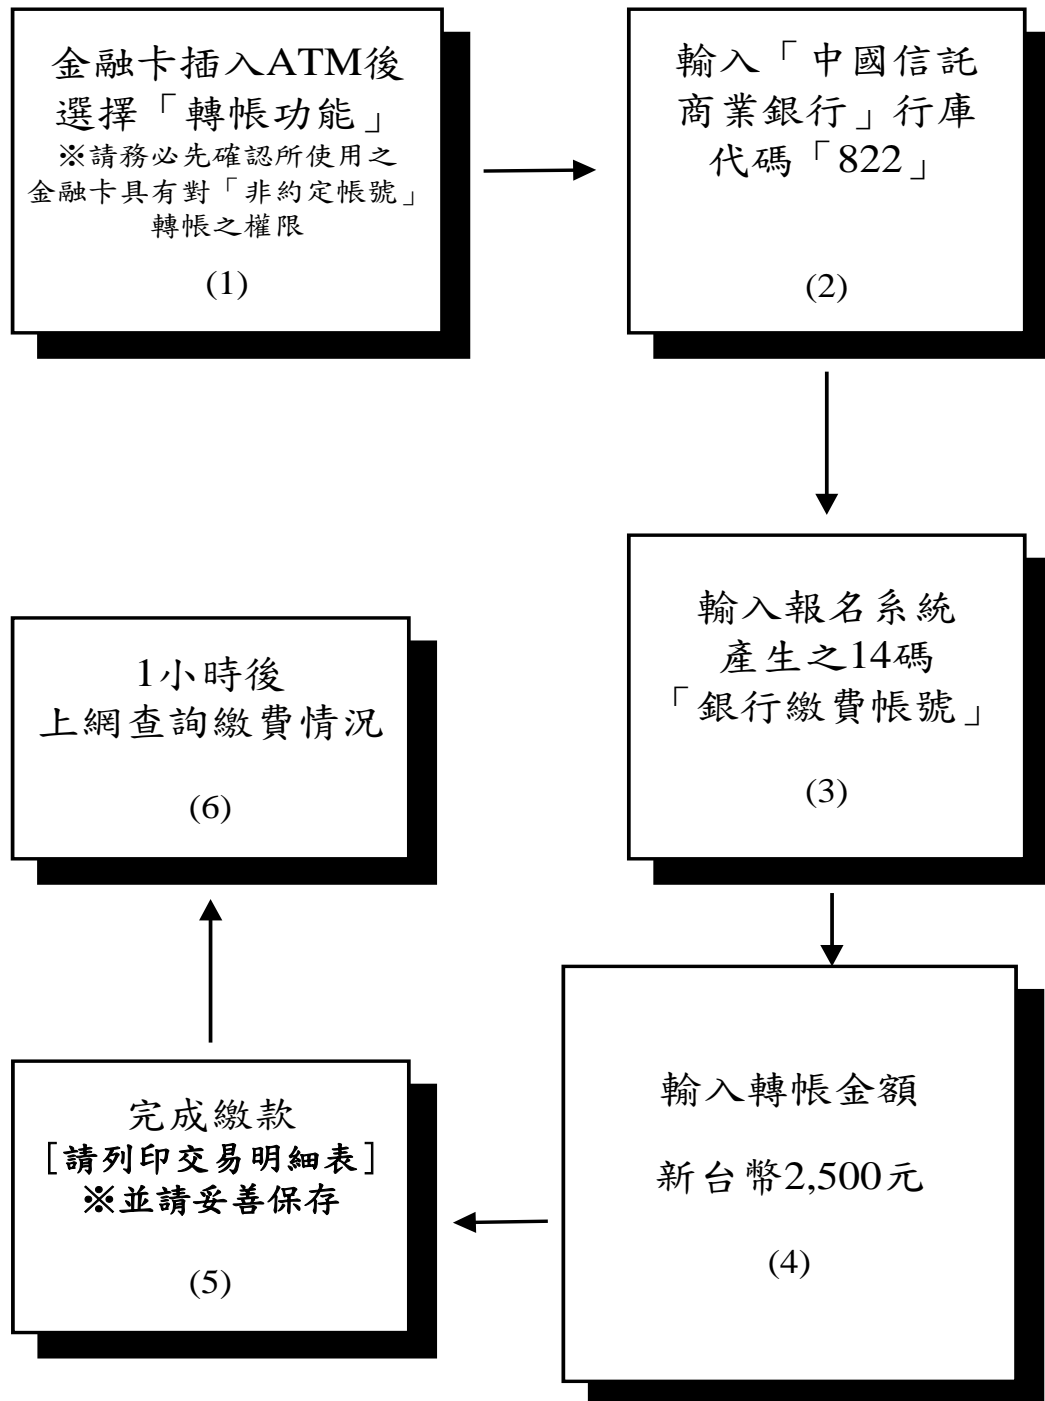 金融卡插入ATM後
選擇「轉帳功能」
※請務必先確認所使用之
金融卡具有對「非約定帳號」
轉帳之權限
(1)
輸入「中國信託
商業銀行」行庫
代碼「822」
(2)
輸入報名系統
產生之14碼
「銀行繳費帳號」
(3)
輸入轉帳金額
新台幣2,500元
(4)
完成繳款
[請列印交易明細表]
※並請妥善保存
(5)
1小時後
上網查詢繳費情況
(6)